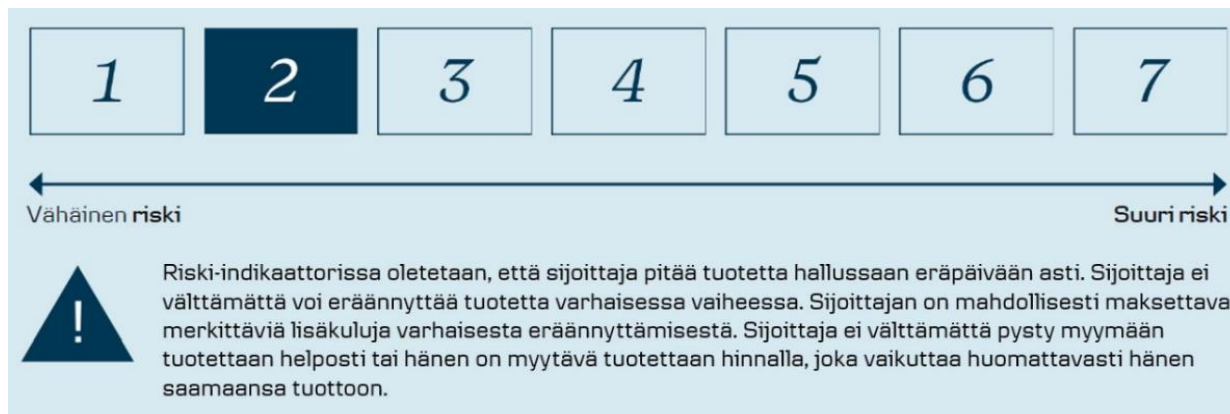 1 2 3 4 5 6 7
Vähäinen riski Suuri riski
! Riski-indikaattorissa oletetaan, että sijoittaja pitää tuotetta hallussaan eräpäivään asti. Sijoittaja ei
välttämättä voi eräännyttää tuotetta varhaisessa vaiheessa. Sijoittajan on mahdollisesti maksettava
merkittäviä lisäkuluja varhaisesta eräännyttämisestä. Sijoittaja ei välttämättä pysty myymään
tuotettaan helposti tai hänen on myytävä tuotettaan hinnalla, joka vaikuttaa huomattavasti hänen
saamaansa tuottoon.